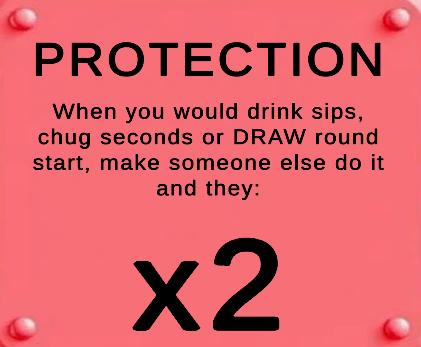 PROTECTION
When you would drink sips,
chug seconds or DRAW round
start, make someone else do it
and they:
x2